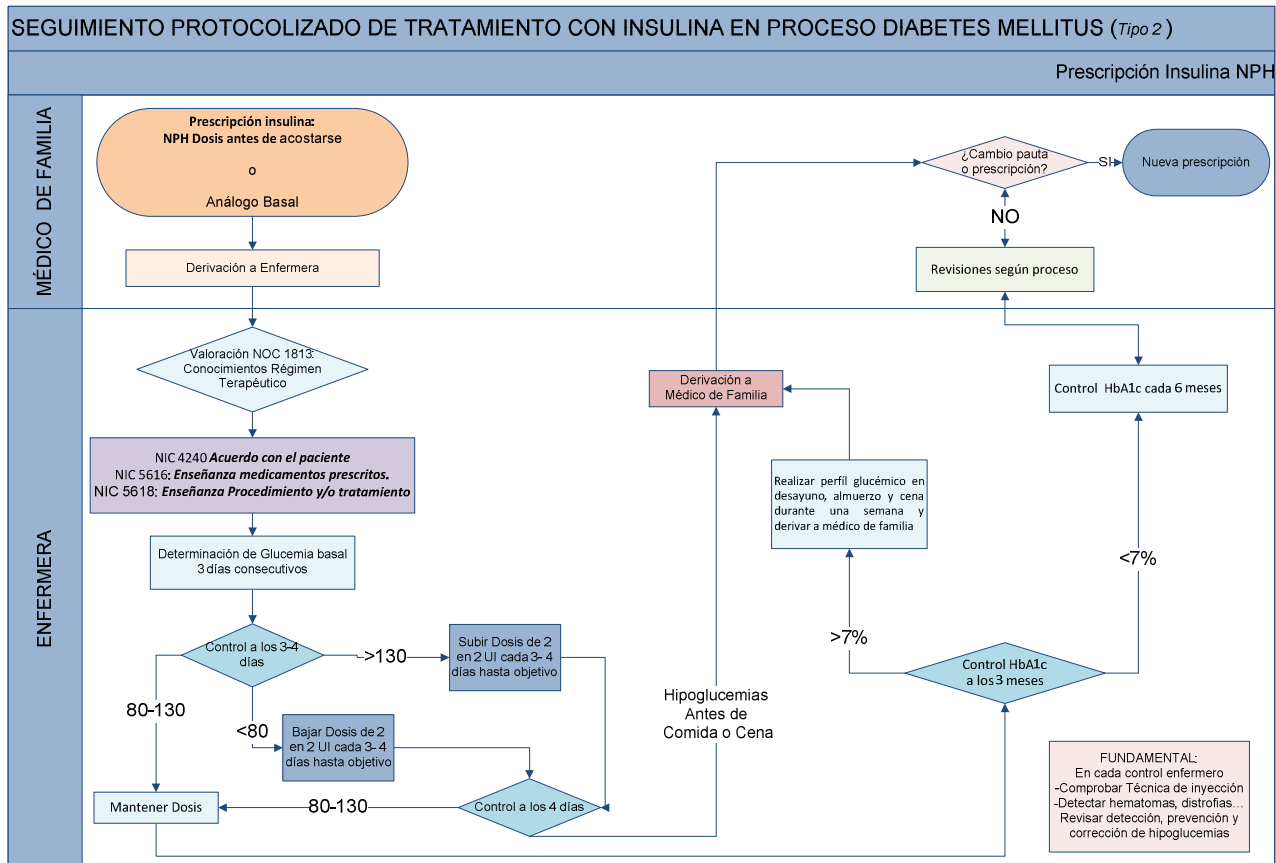 SEGUIMIENTO PROTOCOLIZADO DE TRATAMIENTO CON INSULINA EN PROCESO DIABETES MELLITUS (Tipo 2 )
Prescripción Insulina NPH
MÉDICO DE FAMILIA
Prescripción insulina:
NPH Dosis antes de acostarse
o
Análogo Basal
Derivación a Enfermera
¿Cambio pauta
o prescripción?
SI
Nueva prescripción
NO
Revisiones según proceso
ENFERMERA
Valoración NOC 1813:
Conocimientos Régimen
Terapéutico
NIC 4240 Acuerdo con el paciente
NIC 5616: Enseñanza medicamentos prescritos.
NIC 5618: Enseñanza Procedimiento y/o tratamiento
Determinación de Glucemia basal
3 días consecutivos
Control a los 3-4
días
>130
Subir Dosis de 2
en 2 UI cada 3- 4
días hasta objetivo
80-130
<80
Bajar Dosis de 2
en 2 UI cada 3- 4
días hasta objetivo
Mantener Dosis
80-130
Control a los 4 días
Hipoglucemias
Antes de
Comida o Cena
Derivación a
Médico de Familia
Realizar perfíl glucémico en
desayuno, almuerzo y cena
durante una semana y
derivar a médico de familia
>7%
Control HbA1c
a los 3 meses
<7%
Control HbA1c cada 6 meses
FUNDAMENTAL:
En cada control enfermero
-Comprobar Técnica de inyección
-Detectar hematomas, distrofias...
Revisar detección, prevención y
corrección de hipoglucemias